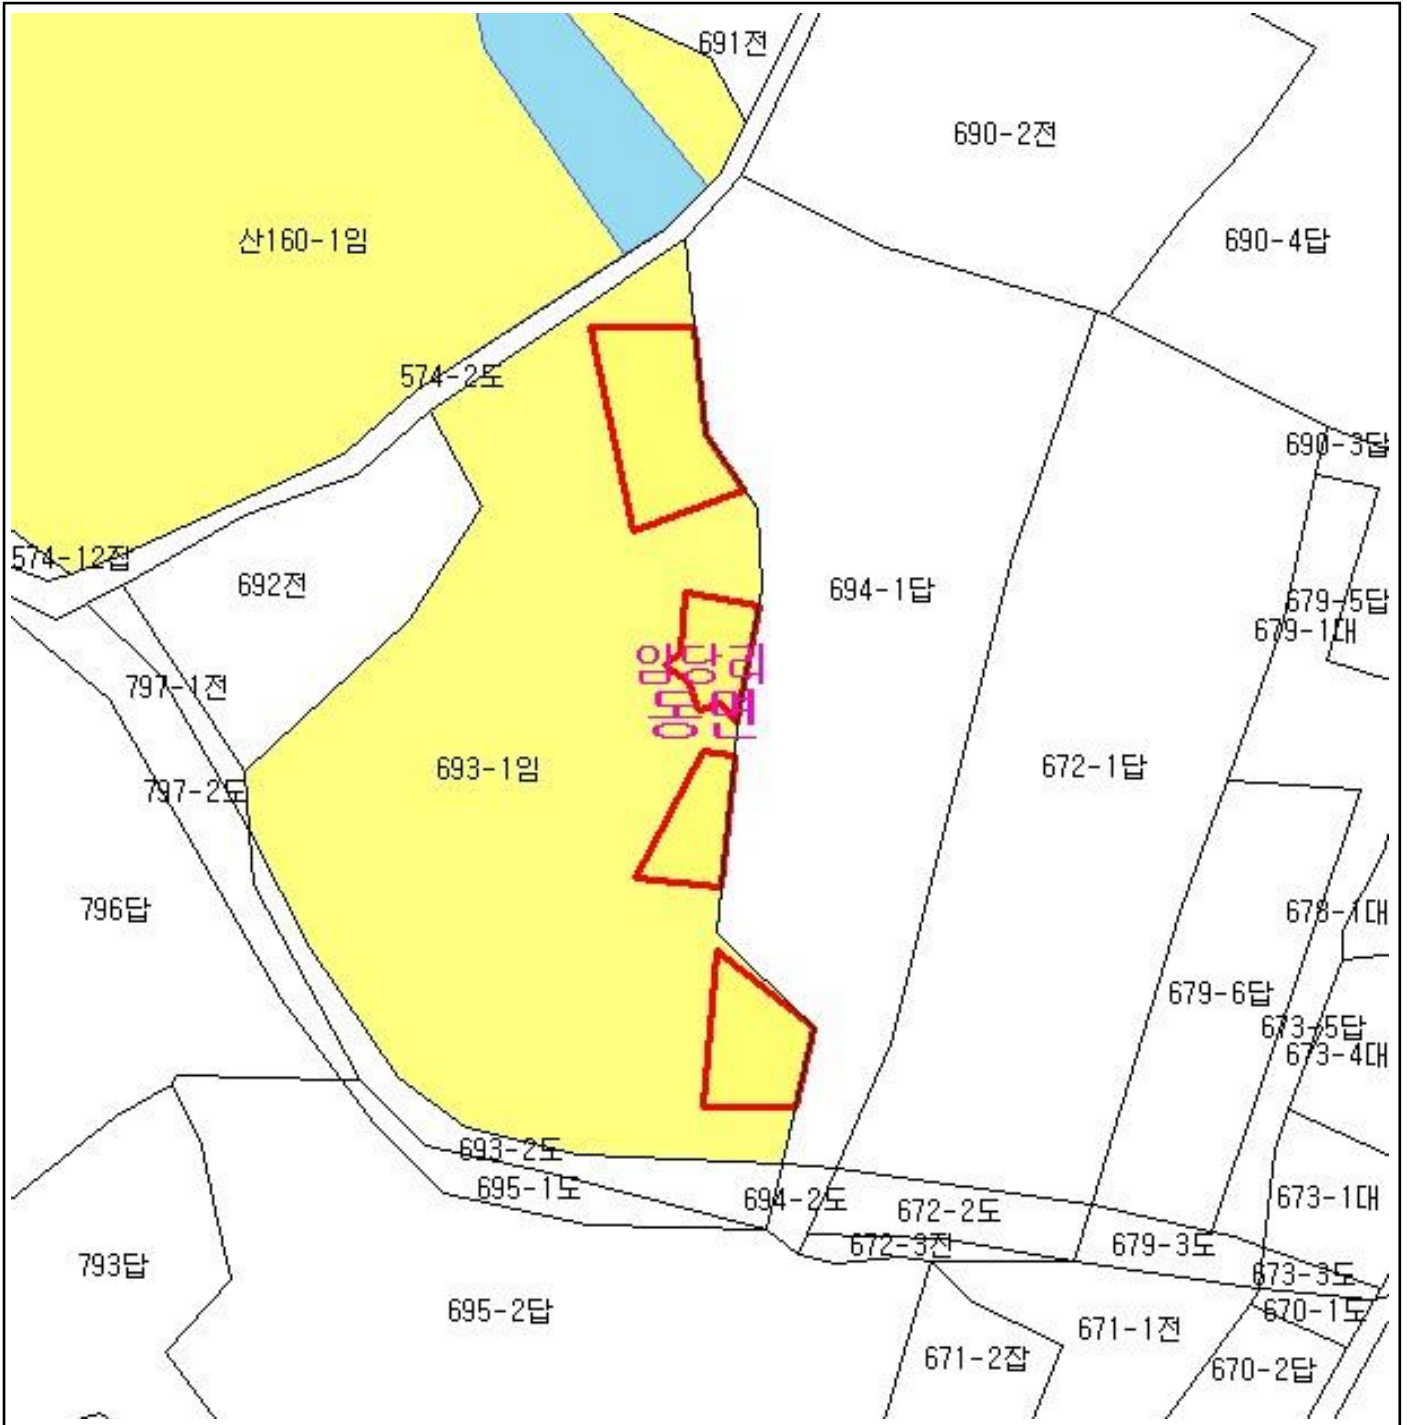 691전
690-2전
산160-1임
690-4답
574-2도
690-3답
574-12잡
692전
694-1답
679-5답
679-1대
암당리
동면
797-1전
693-1임
672-1답
797-2도
796답
678-1대
679-6답
673-5답
673-4대
693-2도
695-1도
694-2도
673-1대
672-2도
672-3전
679-3도
793답
673-3도
695-2답
670-1도
671-1전
671-2잡
670-2답